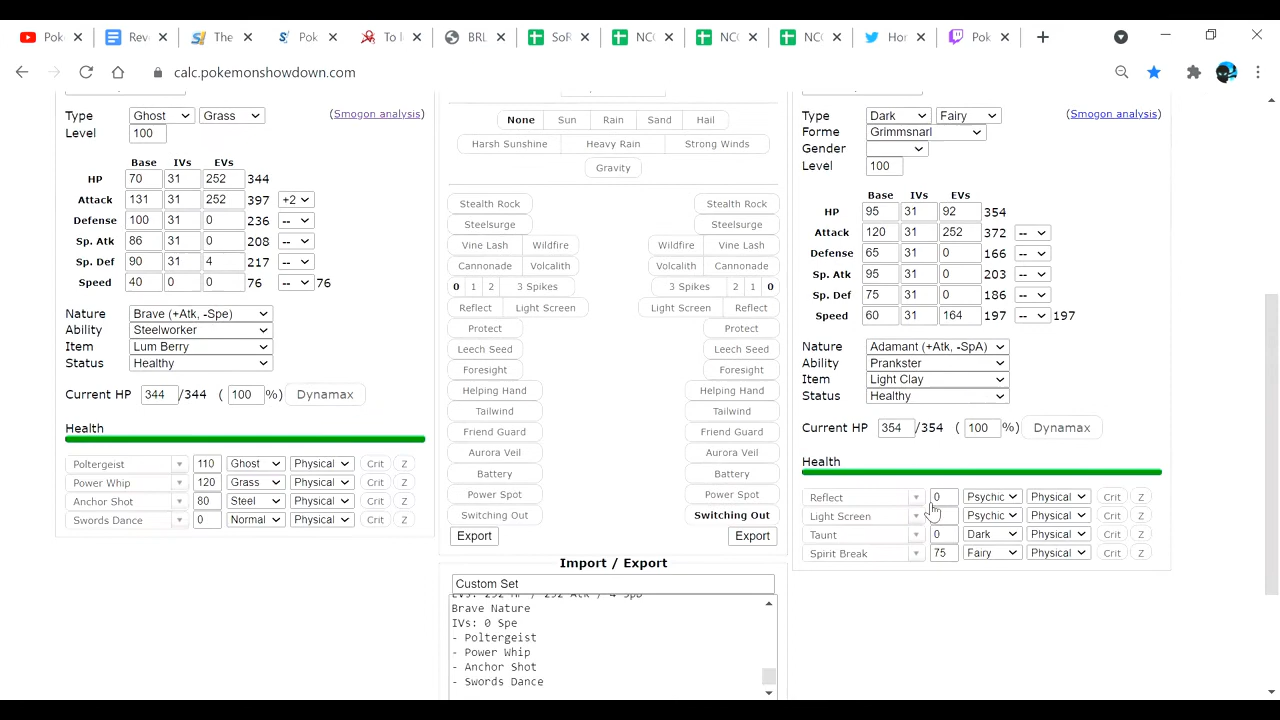 Pok
Rev
The
Pok
To l
BRL
SoR
NC
NC
NC
Hor
Pok
calc.pokemonshowdown.com
Type Ghost Grass (Smogon analysis)
Level 100
Base IVs EVs
HP 70 31 252 344
Attack 131 31 252 397 +2
Defense 100 31 0 236 --
Sp. Atk 86 31 0 208 --
Sp. Def 90 31 4 217 --
Speed 40 0 0 76 -- 76
Nature Brave (+Atk, -Spe)
Ability Steelworker
Item Lum Berry
Status Healthy
Current HP 344 /344 ( 100 %) Dynamax
Health
Poltergeist 110 Ghost Physical Crit Z
Power Whip 120 Grass Physical Crit Z
Anchor Shot 80 Steel Physical Crit Z
Swords Dance 0 Normal Physical Crit Z
None Sun Rain Sand Hail
Harsh Sunshine Heavy Rain Strong Winds
Gravity
Stealth Rock Stealth Rock
Steelsurge Steelsurge
Vine Lash Wildfire Wildfire Vine Lash
Cannonade Volcalith Volcalith Cannonade
0 1 2 3 Spikes 3 Spikes 2 1 0
Reflect Light Screen Light Screen Reflect
Protect Protect
Leech Seed Leech Seed
Foresight Foresight
Helping Hand Helping Hand
Tailwind Tailwind
Friend Guard Friend Guard
Aurora Veil Aurora Veil
Battery Battery
Power Spot Power Spot
Switching Out Switching Out
Export Export
Import / Export
Custom Set
EVs: 252 HP / 252 Atk / 4 SpD
Brave Nature
IVs: 0 Spe
- Poltergeist
- Power Whip
- Anchor Shot
- Swords Dance
Type Dark Fairy (Smogon analysis)
Forme Grimmsnarl
Gender
Level 100
Base IVs EVs
HP 95 31 92 354
Attack 120 31 252 372 --
Defense 65 31 0 166 --
Sp. Atk 95 31 0 203 --
Sp. Def 75 31 0 186 --
Speed 60 31 164 197 -- 197
Nature Adamant (+Atk, -SpA)
Ability Prankster
Item Light Clay
Status Healthy
Current HP 354 /354 ( 100 %) Dynamax
Health
Reflect 0 Psychic Physical Crit Z
Light Screen Psychic Physical Crit Z
Taunt 0 Dark Physical Crit Z
Spirit Break 75 Fairy Physical Crit Z